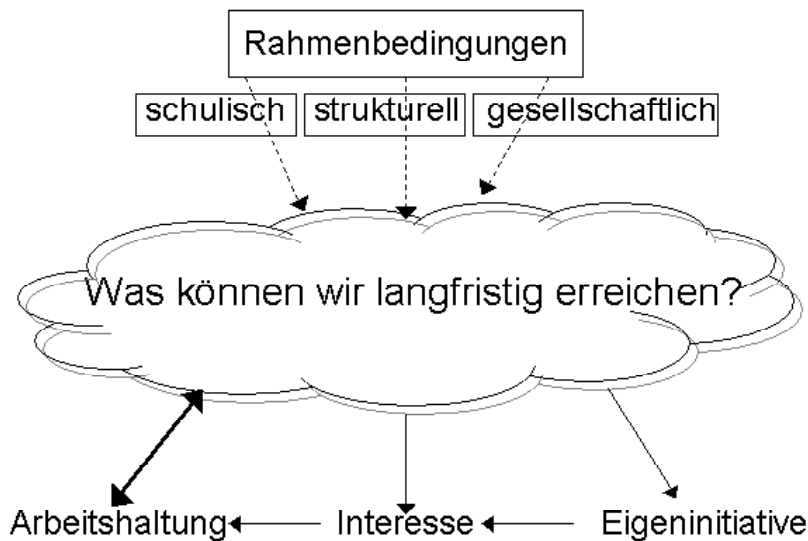 Rahmenbedingungen
schulisch strukturell gesellschaftlich
Was können wir langfristig erreichen?
Arbeitshaltung Interesse Eigeninitiative